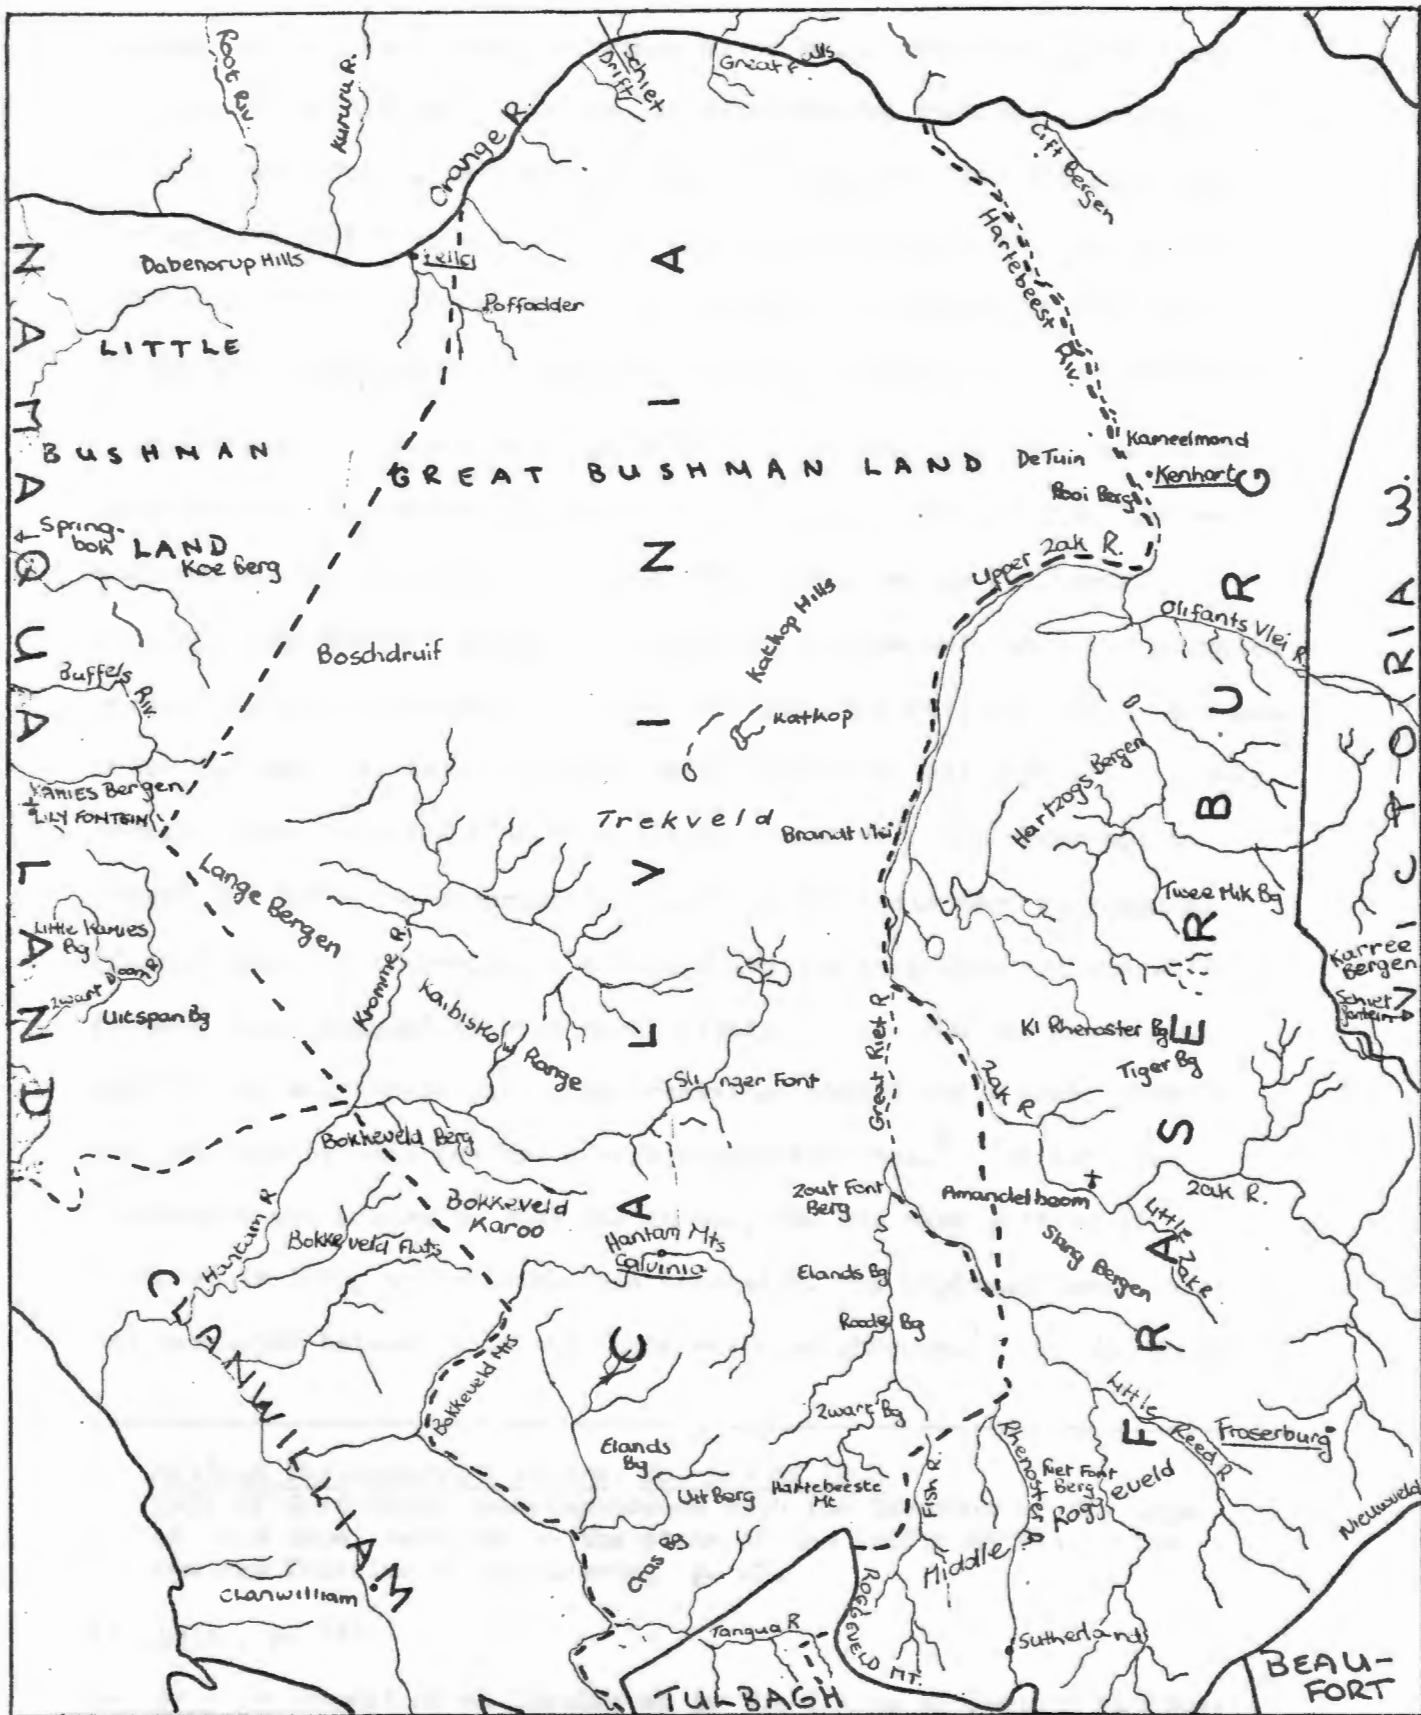 Root Riv.
Kururu R.
Orange R.
Schiet
Drift
Great Falls
Gift Bergen
Hartebeest Riv.
Dabenorup Hills
Pella
Poffadder
NAMAQUALAND
LITTLE
BUSHMAN
LAND
GREAT BUSHMAN LAND
CALVINIA
De Tuin
Kameelmond
Kenhart
Rooi Berg
Spring-
bok
Koe Berg
Upper Zak R.
Olifants Vlei R.
VICTORIA W.
FRASERBURG
Boschdruif
Katkop Hills
Katkop
Buffels Riv.
KAMIES Bergen
LILY FONTEIN
Trekveld
Brandt Vlei
Hartzogs Bergen
Twee Mik Bg
Lange Bergen
Little Kamies
Bg
Zwart Doorn R.
Uitspan Bg
Kromme R.
Kaibisko Range
Karree
Bergen
Schiet
fontein
Kl Rhenoster Bg
Tiger Bg
Great Riet R
Zak R
Slinger Font
Bokkeveld Berg
Bokkeveld
Karoo
Zout Font
Berg
Amandelboom
Zak R.
Little Zak R
Slang Bergen
Hantam R
Bokkeveld Flats
Hantam Mts
Calvinia
Elands Bg
Roode Bg
CLANWILLIAM
Bokkeveld Mts
Zwart Bg
Little Reed R
Fraserburg
Elands
Bg
Uit Berg
Hartebeeste
Mt
Fish R.
Rhenoster R.
Riet Font
Berg
Middle Roggeveld
Nieuwveld
Clanwilliam
Tanqua R
ROGGEVELD MT.
Sutherland
TULBAGH
BEAU-
FORT